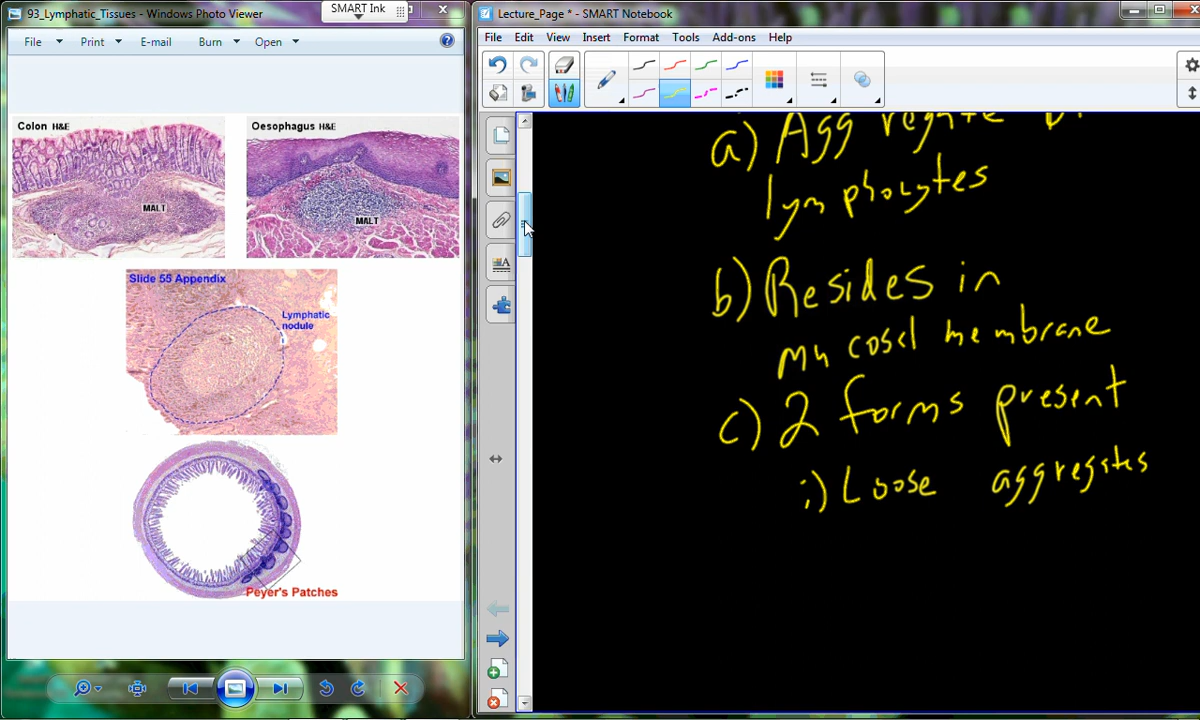 93_Lymphatic_Tissues - Windows Photo Viewer
SMART Ink
File Print E-mail Burn Open
Colon H&E
MALT
Oesophagus H&E
MALT
Slide 55 Appendix
Lymphatic
nodule
Peyer's Patches
Lecture_Page * - SMART Notebook
File Edit View Insert Format Tools Add-ons Help
a) Aggregate
lymphocytes
b) Resides in
mucosal membrane
c) 2 forms present
i) Loose aggregates